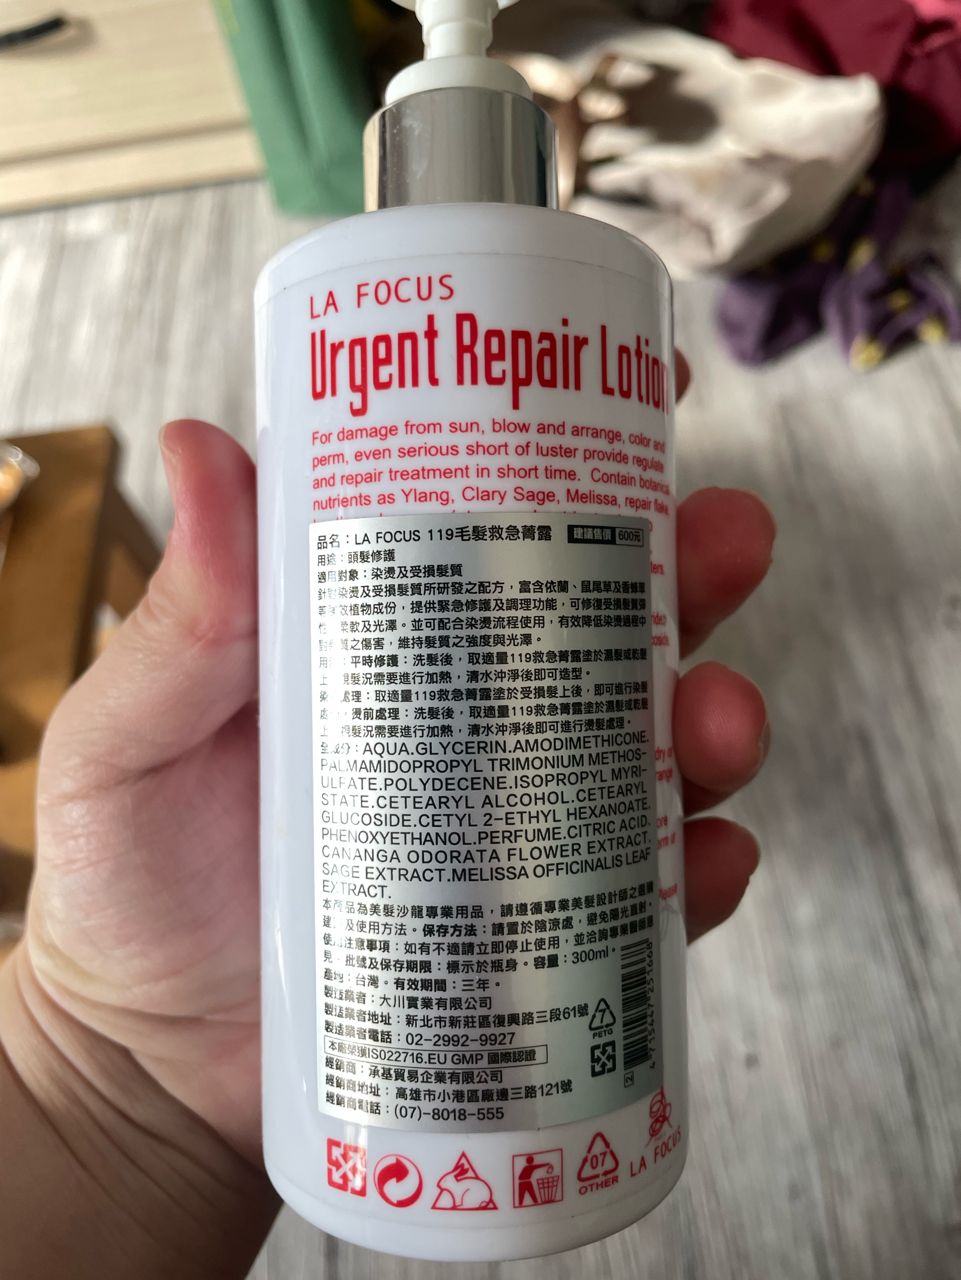 LA FOCUS
Urgent Repair Lotion
For damage from sun, blow and arrange, color and
perm, even serious short of luster provide regulate
and repair treatment in short time. Contain botanical
nutrients as Ylang, Clary Sage, Melissa, repair flake,
品名：LA FOCUS 119毛髮救急菁露 建議售價 600元
用途：頭髮修護
適用對象：染燙及受損髮質
針對染燙及受損髮質所研發之配方，富含依蘭、鼠尾草及香蜂草
等 效植物成份，提供緊急修護及調理功能，可修復受損髮質彈
性 柔軟及光澤。並可配合染燙流程使用，有效降低染燙過程中
對 質之傷害，維持髮質之強度與光澤。
用 ：平時修護：洗髮後，取適量119救急菁露塗於濕髮或乾髮
上 視髮況需要進行加熱，清水沖淨後即可造型。
染 處理：取適量119救急菁露塗於受損髮上後，即可進行染髮
處 燙前處理：洗髮後，取適量119救急菁露塗於濕髮或乾髮
上 視髮況需要進行加熱，清水沖淨後即可進行燙髮處理。
全成份：AQUA.GLYCERIN.AMODIMETHICONE.
PALMAMIDOPROPYL TRIMONIUM METHOS-
ULFATE.POLYDECENE.ISOPROPYL MYRI-
STATE.CETEARYL ALCOHOL.CETEARYL
GLUCOSIDE.CETYL 2-ETHYL HEXANOATE.
PHENOXYETHANOL.PERFUME.CITRIC ACID.
CANANGA ODORATA FLOWER EXTRACT.
SAGE EXTRACT.MELISSA OFFICINALIS LEAF
EXTRACT.
本商品為美髮沙龍專業用品，請遵循專業美髮設計師之選購
建議及使用方法。保存方法：請置於陰涼處，避免陽光直射。
使用注意事項：如有不適請立即停止使用，並洽詢專業醫師意
見。批號及保存期限：標示於瓶身。容量：300ml。
產地：台灣。有效期間：三年。
製造業者：大川實業有限公司
製造業者地址：新北市新莊區復興路三段61號
製造業者電話：02-2992-9927
本廠榮獲ISO22716.EU GMP 國際認證
經銷商：承基貿易企業有限公司
經銷商地址：高雄市小港區廠邊三路121號
經銷商電話：(07)-8018-555
7
PETG
4 715447 251668
N
07
OTHER
LA FOCUS